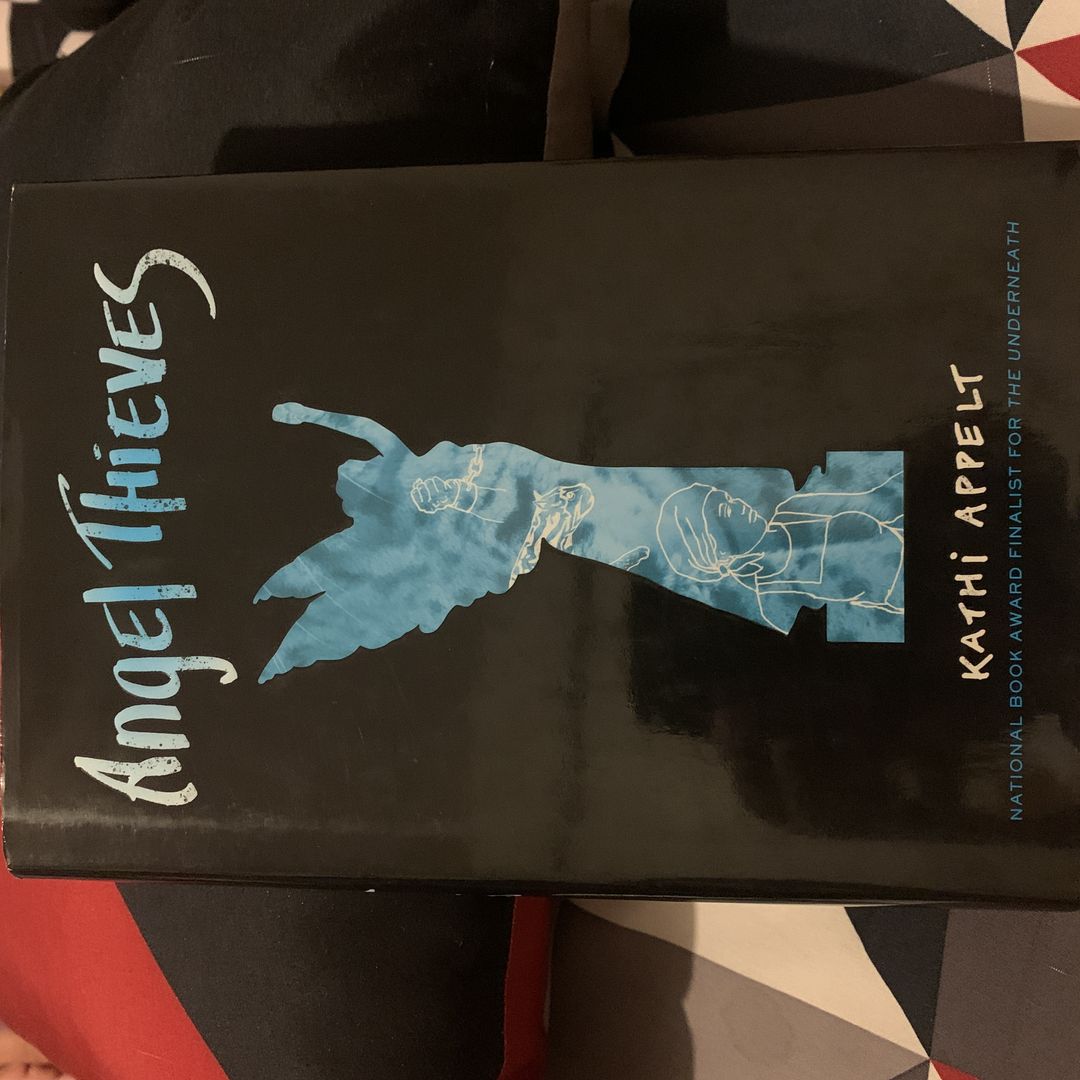 Angel Thieves
Kathi Appelt
NATIONAL BOOK AWARD FINALIST FOR THE UNDERNEATH